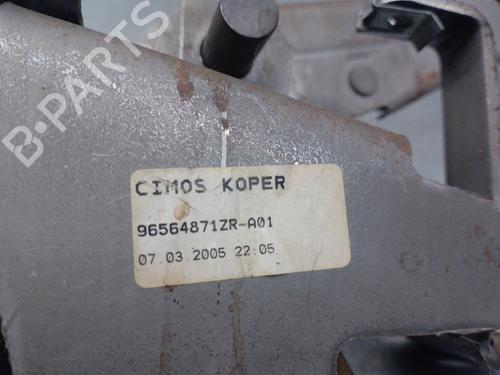 B-PARTS
CIMOS KOPER
96564871ZR-A01
07.03.2005 22:05